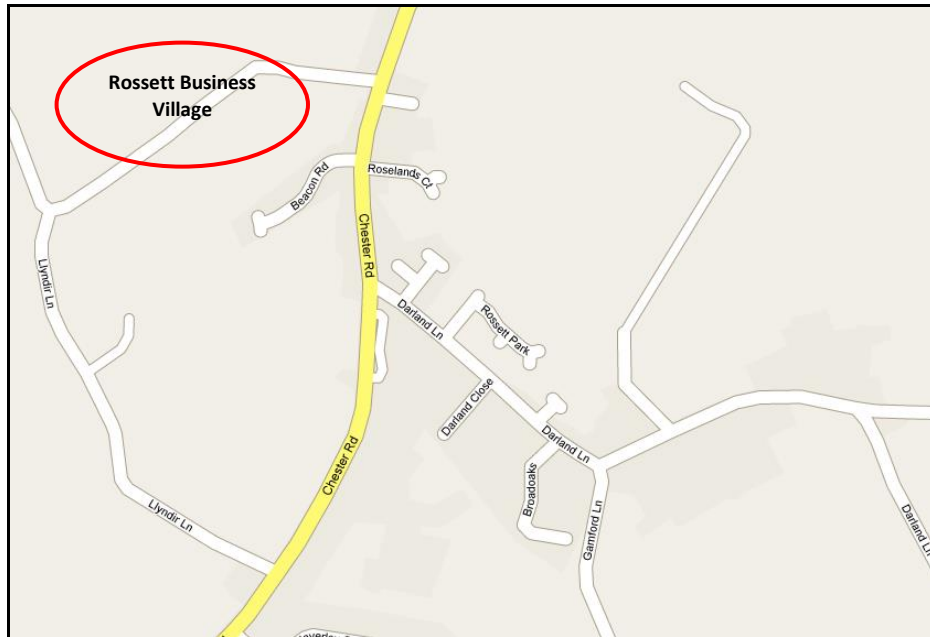 Rossett Business
Village
Roselands Ct
Beacon Rd
Chester Rd
Llyndir Ln
Darland Ln
Rossett Park
Darland Close
Darland Ln
Chester Rd
Broadoaks
Llyndir Ln
Gamford Ln
Darland Ln